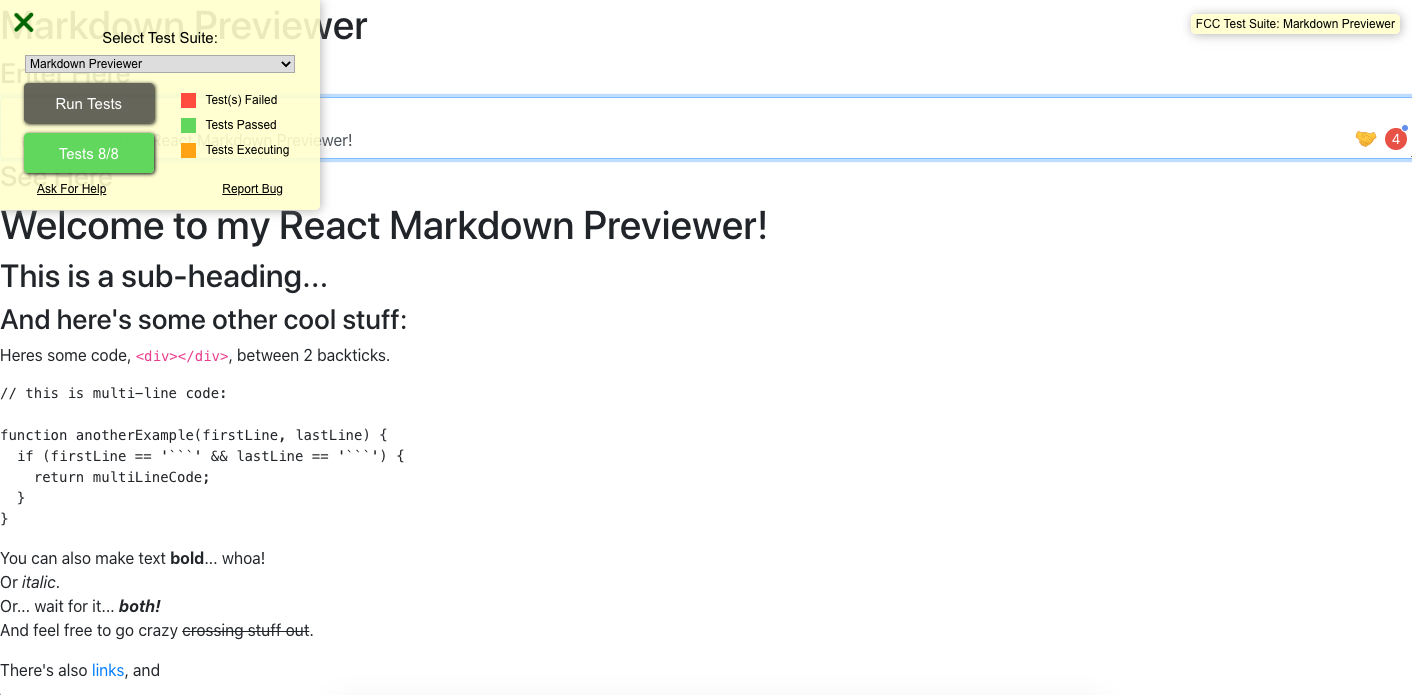 Markdown Previewer
FCC Test Suite: Markdown Previewer
Select Test Suite:
Markdown Previewer
Enter Here
Run Tests
Test(s) Failed
Tests Passed
React Markdown Previewer!
4
Tests 8/8
Tests Executing
See Here
Ask For Help
Report Bug
Welcome to my React Markdown Previewer!
This is a sub-heading...
And here's some other cool stuff:
Heres some code, <div></div>, between 2 backticks.
// this is multi-line code:
function anotherExample(firstLine, lastLine) {
if (firstLine == '```' && lastLine == '```') {
return multiLineCode;
}
}
You can also make text bold... whoa!
Or italic.
Or... wait for it... both!
And feel free to go crazy crossing stuff out.
There's also links, and